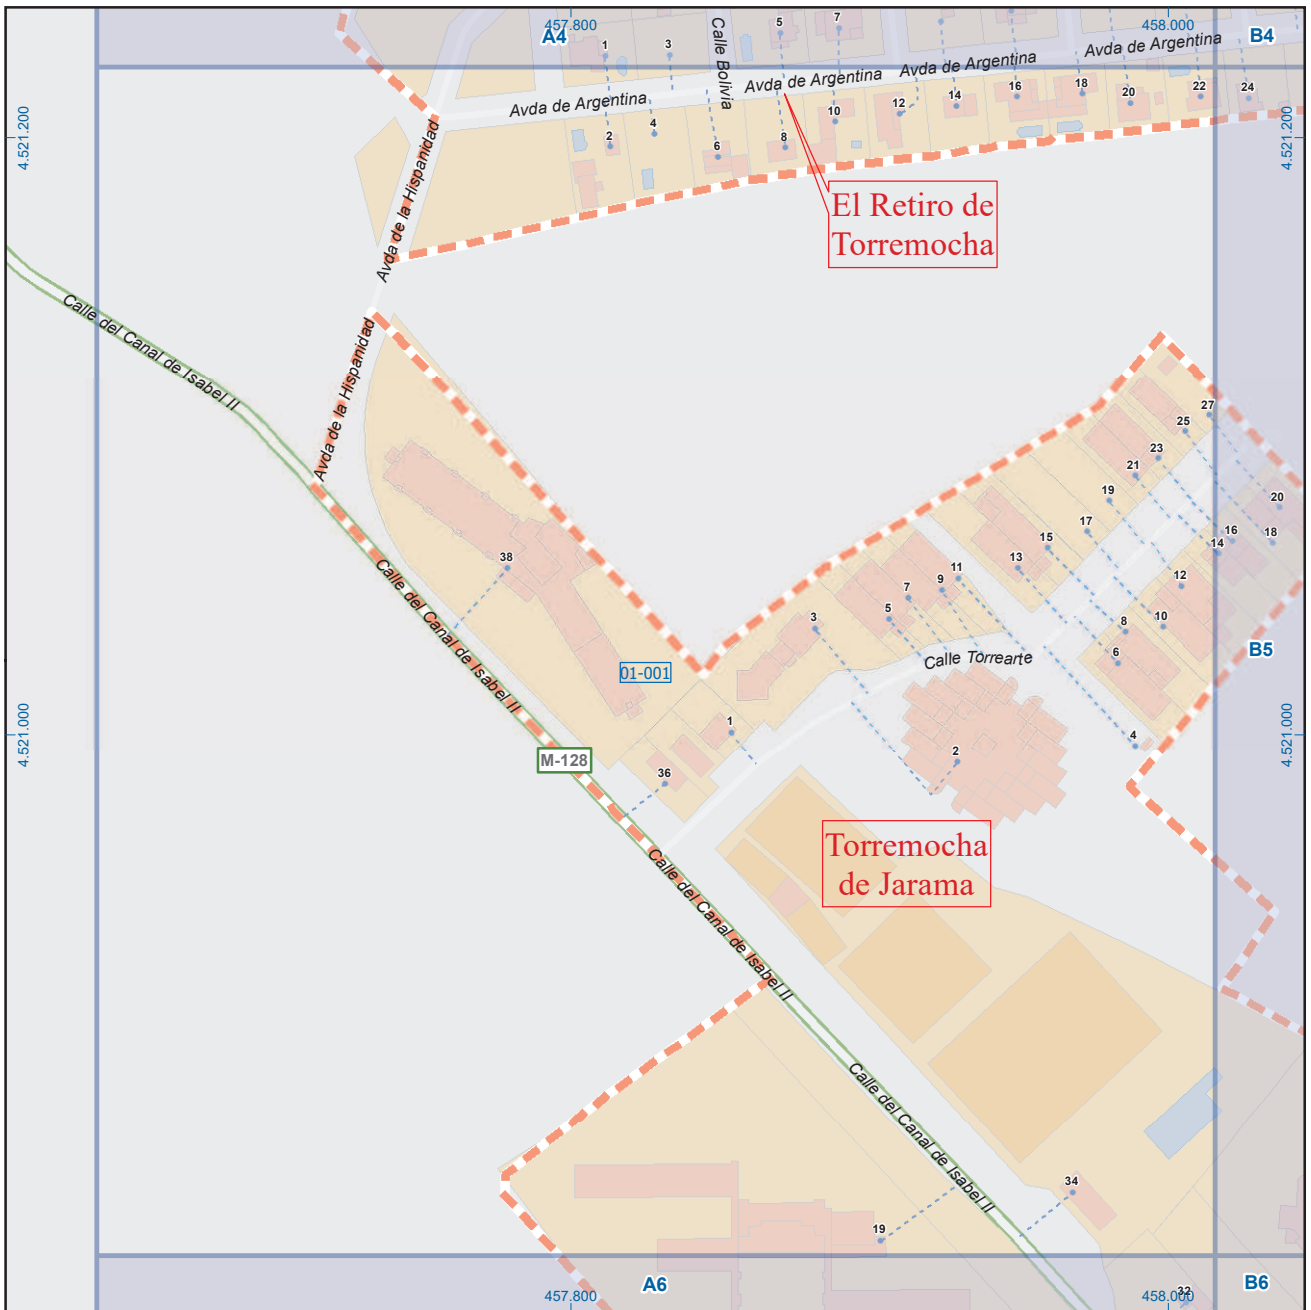 457.800
458.000
A4
B4
5
7
1
3
Calle Bolivia
Avda de Argentina
Avda de Argentina
Avda de Argentina
Avda de Argentina
2
4
6
8
10
12
14
16
18
20
22
24
4.521.200
4.521.200
Avda de la Hispanidad
El Retiro de
Torremocha
Calle del Canal de Isabel II
Avda de la Hispanidad
27
25
23
21
19
17
15
13
11
9
7
5
3
20
18
16
14
12
10
8
6
4
38
Calle del Canal de Isabel II
Calle Torrearte
B5
01-001
1
2
36
4.521.000
4.521.000
M-128
Torremocha
de Jarama
Calle del Canal de Isabel II
Calle del Canal de Isabel II
34
19
32
A6
B6
457.800
458.000